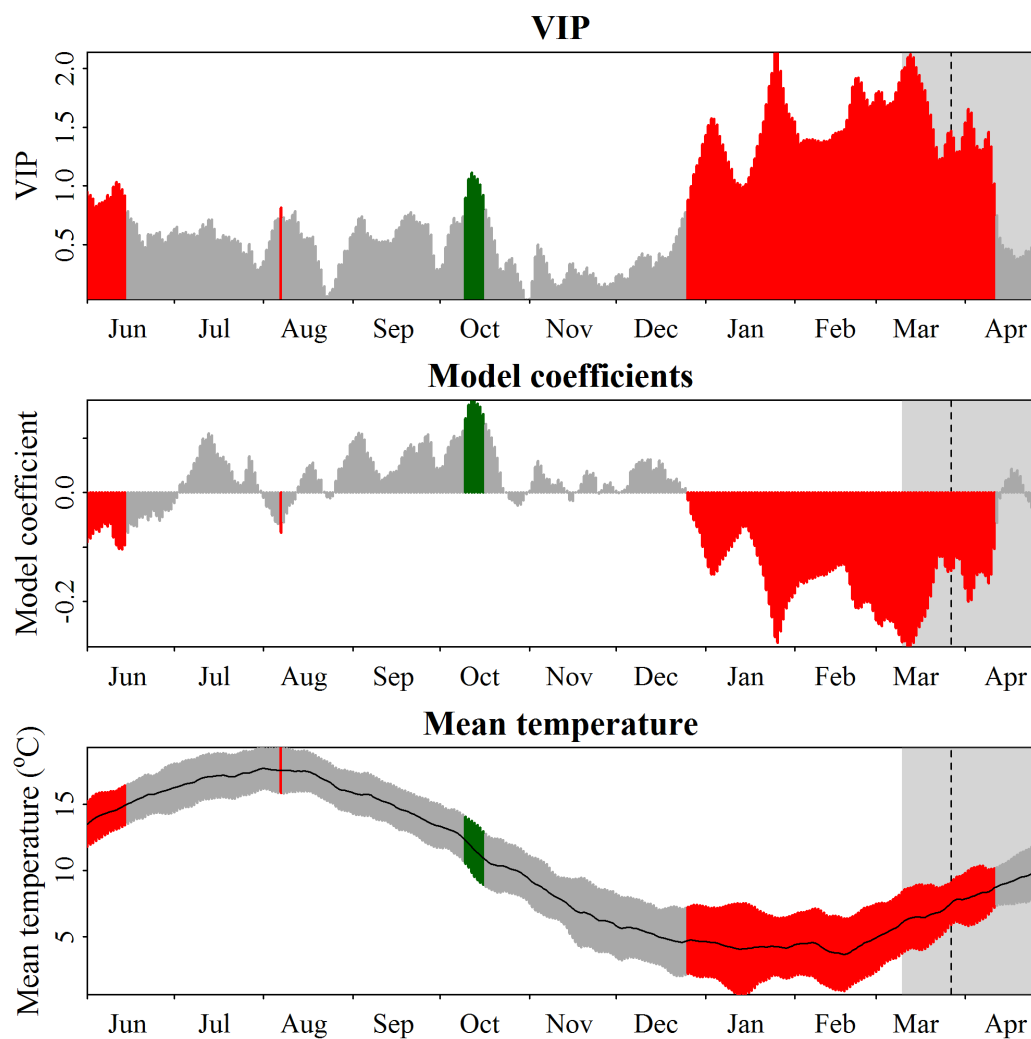 VIP
VIP
2.0
1.5
1.0
0.5
Jun Jul Aug Sep Oct Nov Dec Jan Feb Mar Apr
Model coefficients
Model coefficient
0.0
-0.2
Jun Jul Aug Sep Oct Nov Dec Jan Feb Mar Apr
Mean temperature
Mean temperature (°C)
15
10
5
Jun Jul Aug Sep Oct Nov Dec Jan Feb Mar Apr